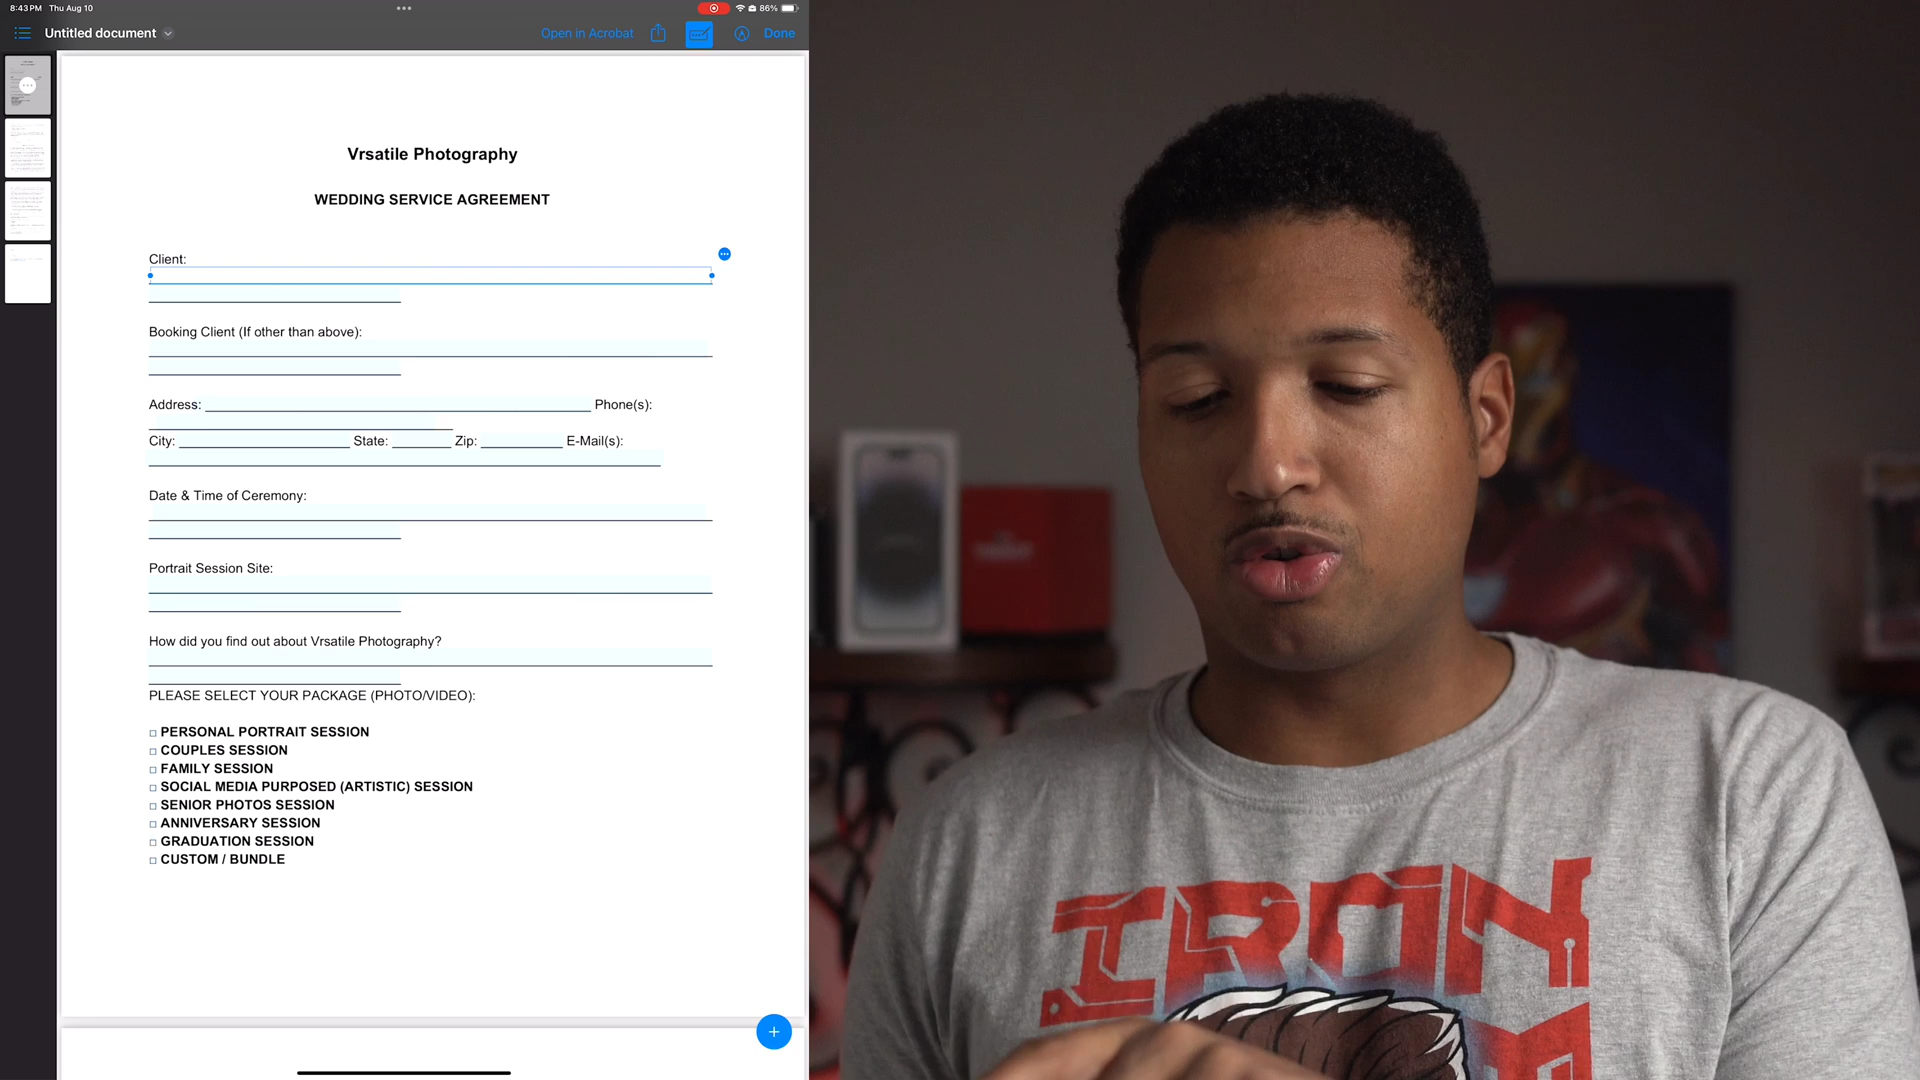 8:43 PM Thu Aug 10
86%
Untitled document
Open in Acrobat
Done
Vrsatile Photography
WEDDING SERVICE AGREEMENT
Client:
Booking Client (If other than above):
Address: Phone(s):
City: State: Zip: E-Mail(s):
Date & Time of Ceremony:
Portrait Session Site:
How did you find out about Vrsatile Photography?
PLEASE SELECT YOUR PACKAGE (PHOTO/VIDEO):
PERSONAL PORTRAIT SESSION
COUPLES SESSION
FAMILY SESSION
SOCIAL MEDIA PURPOSED (ARTISTIC) SESSION
SENIOR PHOTOS SESSION
ANNIVERSARY SESSION
GRADUATION SESSION
CUSTOM / BUNDLE
IRON